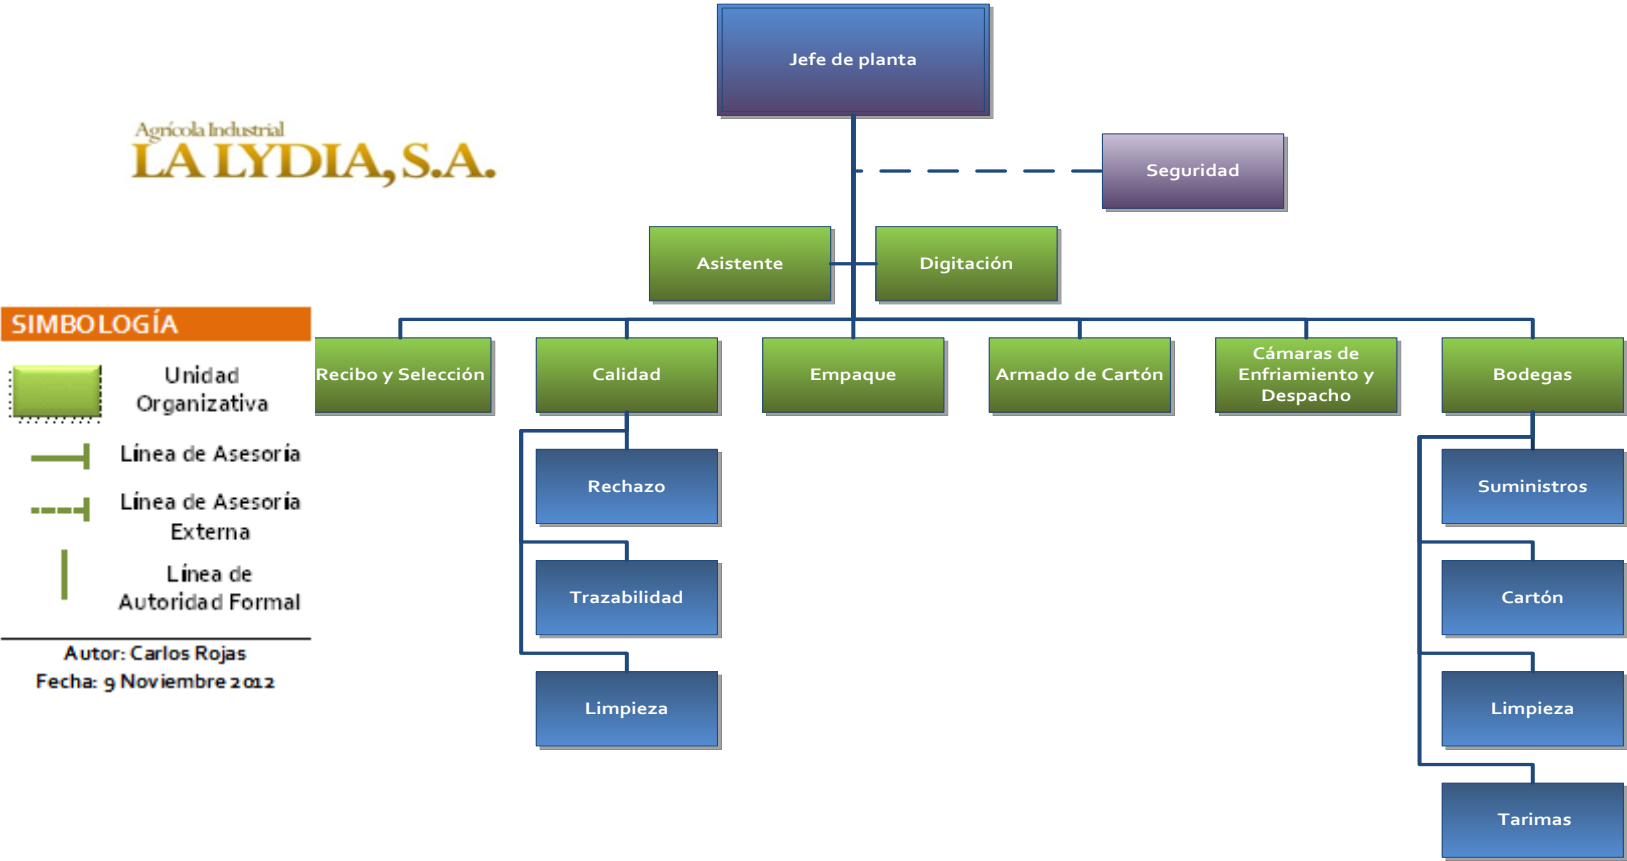 Jefe de planta
Agrícola Industrial
LA LYDIA, S.A.
Seguridad
Asistente
Digitación
SIMBOLOGÍA
Unidad
Organizativa
Línea de Asesoría
Línea de Asesoría
Externa
Línea de
Autoridad Formal
Autor: Carlos Rojas
Fecha: 9 Noviembre 2012
Recibo y Selección
Calidad
Empaque
Armado de Cartón
Cámaras de
Enfriamiento y
Despacho
Bodegas
Rechazo
Trazabilidad
Limpieza
Suministros
Cartón
Limpieza
Tarimas